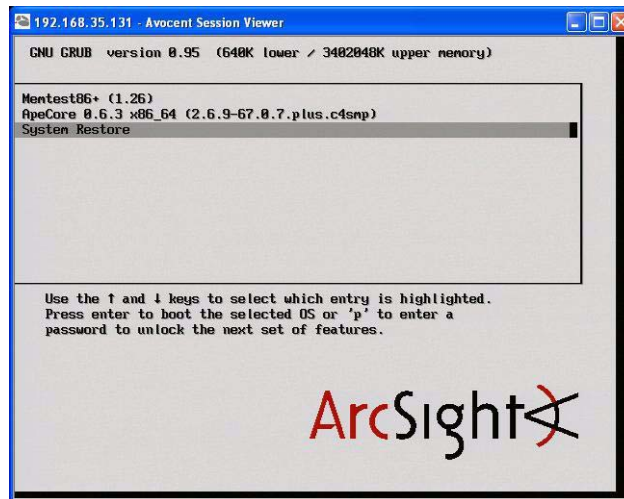 192.168.35.131 - Avocent Session Viewer
GNU GRUB version 0.95 (640K lower / 3402048K upper memory)
Memtest86+ (1.26)
ApeCore 0.6.3 x86_64 (2.6.9-67.0.7.plus.c4smp)
System Restore
Use the ↑ and ↓ keys to select which entry is highlighted.
Press enter to boot the selected OS or 'p' to enter a
password to unlock the next set of features.
ArcSight